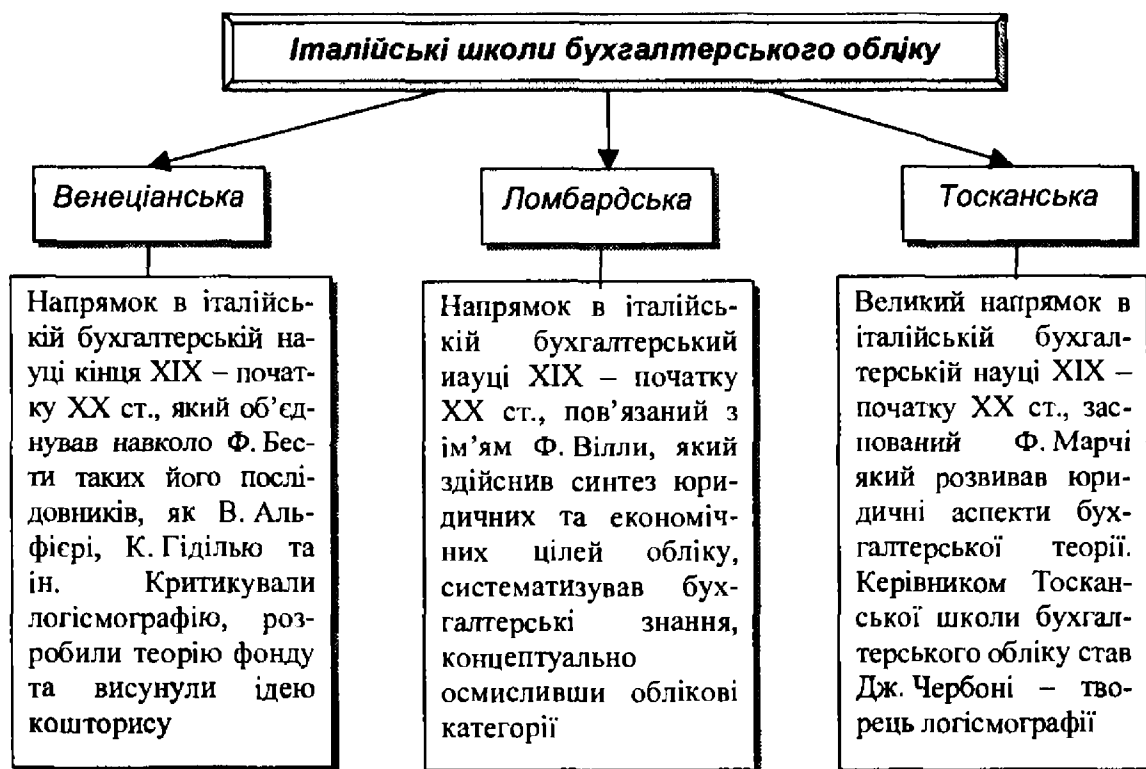 Італійські школи бухгалтерського обліку
Венеціанська
Ломбардська
Тосканська
Напрямок в італійсь-
кій бухгалтерській на-
уці кінця XIX – почат-
ку XX ст., який об’єд-
нував навколо Ф. Бес-
ти таких його послі-
довників, як В. Аль-
фієрі, К. Гіділью та
ін. Критикували
логісмографію, роз-
робили теорію фонду
та висунули ідею
кошторису
Напрямок в італійсь-
кій бухгалтерський
иауці XIX – початку
XX ст., пов’язаний з
ім’ям Ф. Вілли, який
здійснив синтез юри-
дичних та економіч-
них цілей обліку,
систематизував бух-
галтерські знання,
концептуально
осмисливши облікові
категорії
Великий напрямок в
італійській бухгал-
терській науці XIX –
початку XX ст., зас-
нований Ф. Марчі
який розвивав юри-
дичні аспекти бух-
галтерської теорії.
Керівником Тоскан-
ської школи бухгал-
терського обліку став
Дж. Чербоні – тво-
рець логісмографії